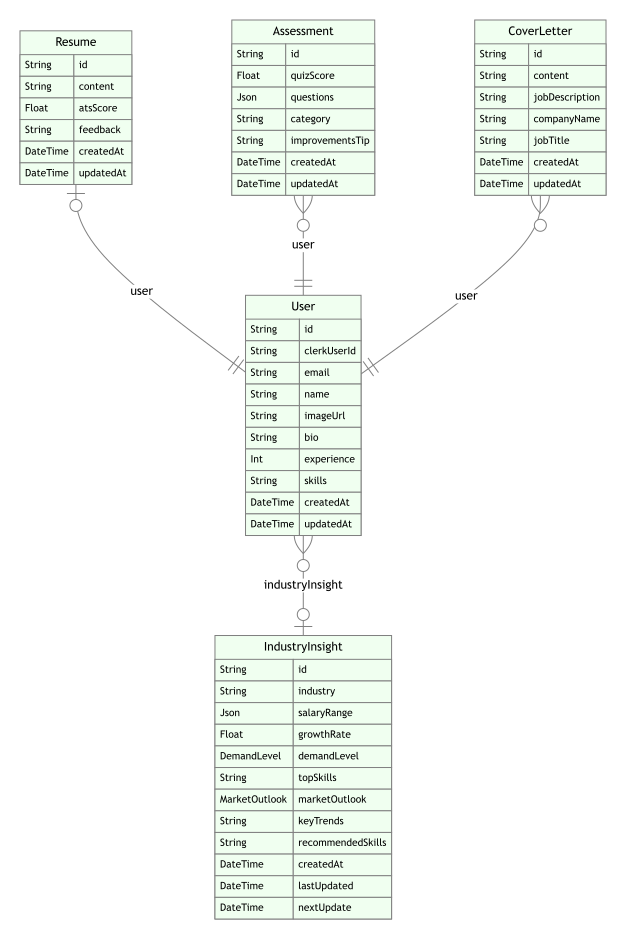 Resume
String id
String content
Float atsScore
String feedback
DateTime createdAt
DateTime updatedAt
Assessment
String id
Float quizScore
Json questions
String category
String improvementsTip
DateTime createdAt
DateTime updatedAt
CoverLetter
String id
String content
String jobDescription
String companyName
String jobTitle
DateTime createdAt
DateTime updatedAt
user
user
user
User
String id
String clerkUserId
String email
String name
String imageUrl
String bio
Int experience
String skills
DateTime createdAt
DateTime updatedAt
industryInsight
IndustryInsight
String id
String industry
Json salaryRange
Float growthRate
DemandLevel demandLevel
String topSkills
MarketOutlook marketOutlook
String keyTrends
String recommendedSkills
DateTime createdAt
DateTime lastUpdated
DateTime nextUpdate